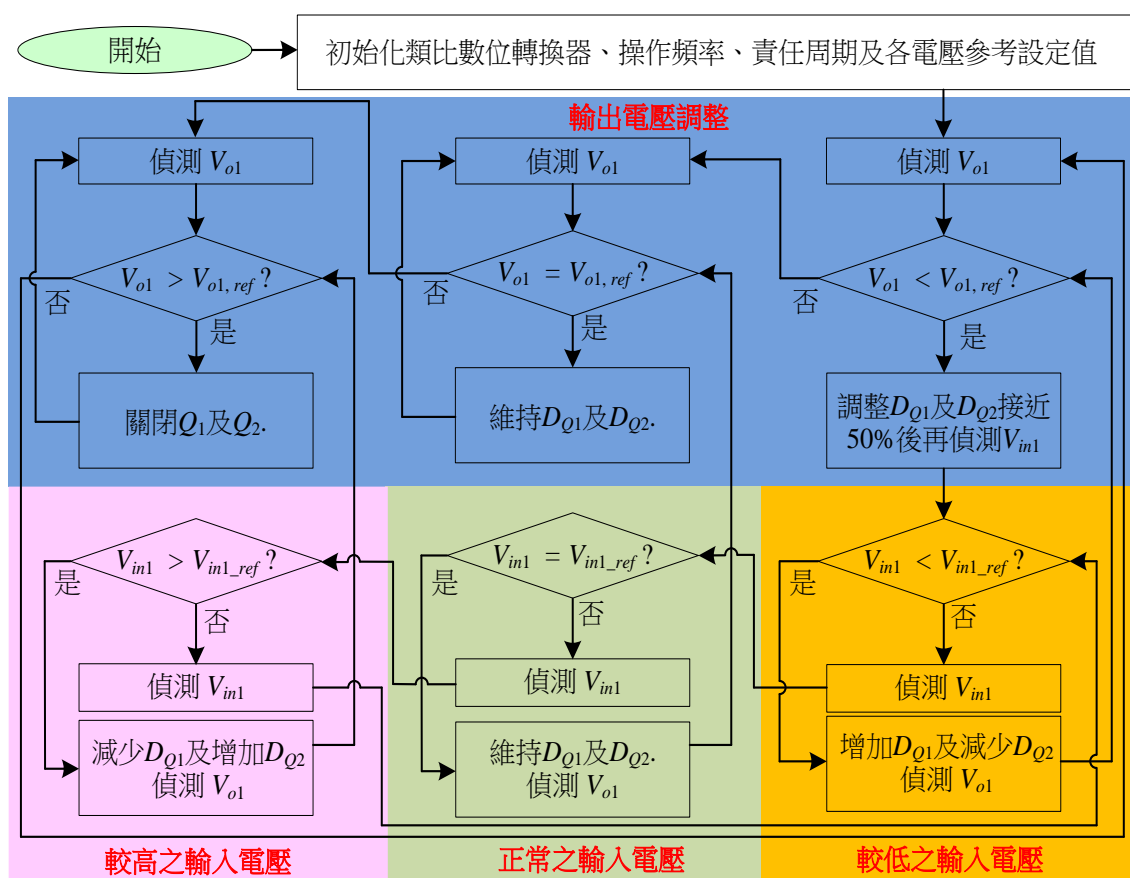 開始
初始化類比數位轉換器、操作頻率、責任周期及各電壓參考設定值
輸出電壓調整
偵測 Vo1
偵測 Vo1
偵測 Vo1
Vo1 > Vo1, ref ?
Vo1 = Vo1, ref ?
Vo1 < Vo1, ref ?
否
否
否
是
是
是
關閉Q1及Q2.
維持DQ1及DQ2.
調整DQ1及DQ2接近
50%後再偵測Vin1
Vin1 > Vin1_ref ?
Vin1 = Vin1_ref ?
Vin1 < Vin1_ref ?
是
是
是
否
否
否
偵測 Vin1
偵測 Vin1
偵測 Vin1
減少DQ1及增加DQ2
偵測 Vo1
維持DQ1及DQ2.
偵測 Vo1
增加DQ1及減少DQ2
偵測 Vo1
較高之輸入電壓
正常之輸入電壓
較低之輸入電壓